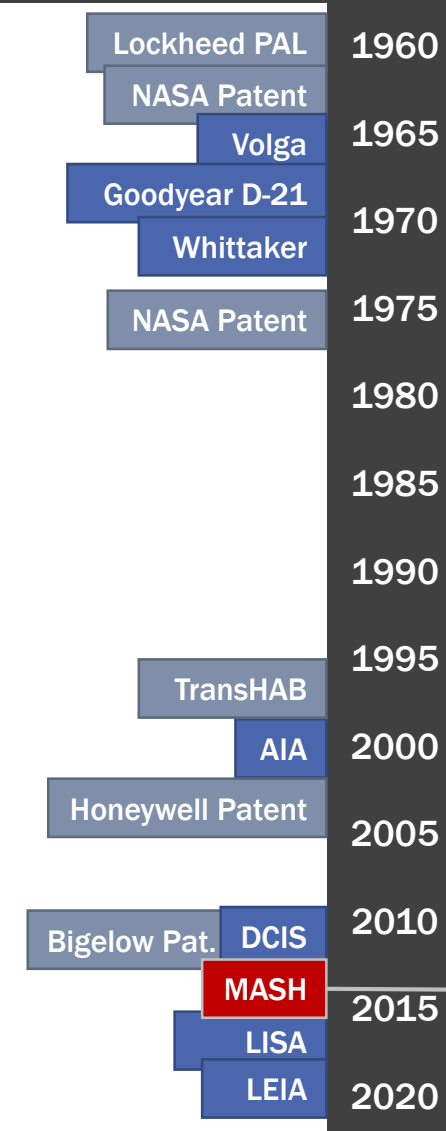 Lockheed PAL 1960
NASA Patent
Volga 1965
Goodyear D-21
1970
Whittaker
NASA Patent 1975
1980
1985
1990
1995
TransHAB
AIA 2000
Honeywell Patent
2005
Bigelow Pat. DCIS 2010
MASH
2015
LISA
LEIA 2020